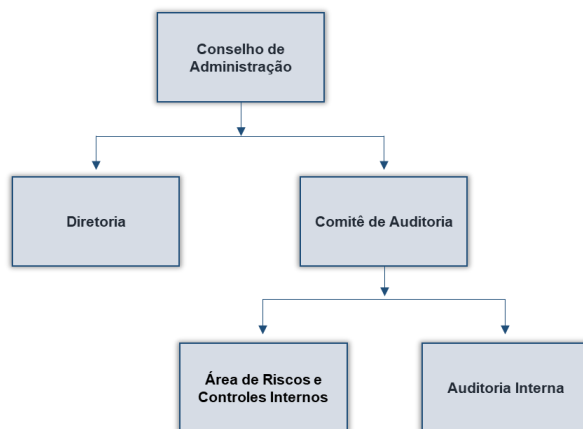 Conselho de
Administração
Diretoria
Comitê de Auditoria
Área de Riscos e
Controles Internos
Auditoria Interna